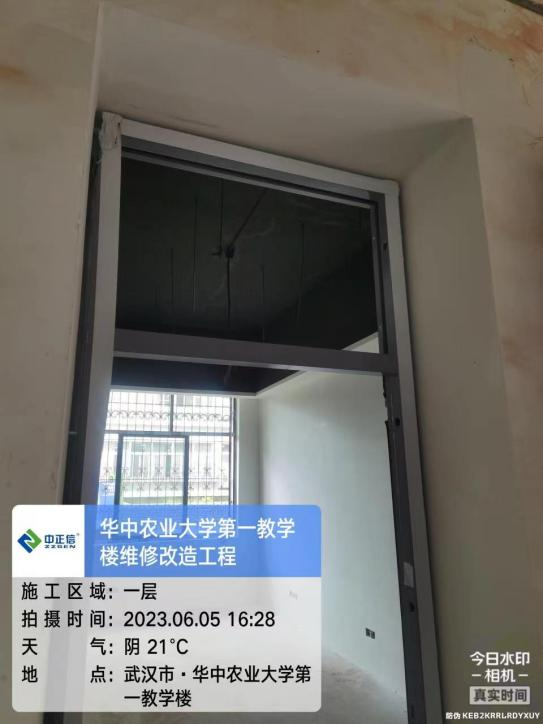 中正信
ZZCEN
华中农业大学第一教学
楼维修改造工程
施工区域：一层
拍摄时间：2023.06.05 16:28
天气：阴 21℃
地点：武汉市·华中农业大学第
一教学楼
今日水印
相机
真实时间
防伪 KEB2KRRLRDYXUY